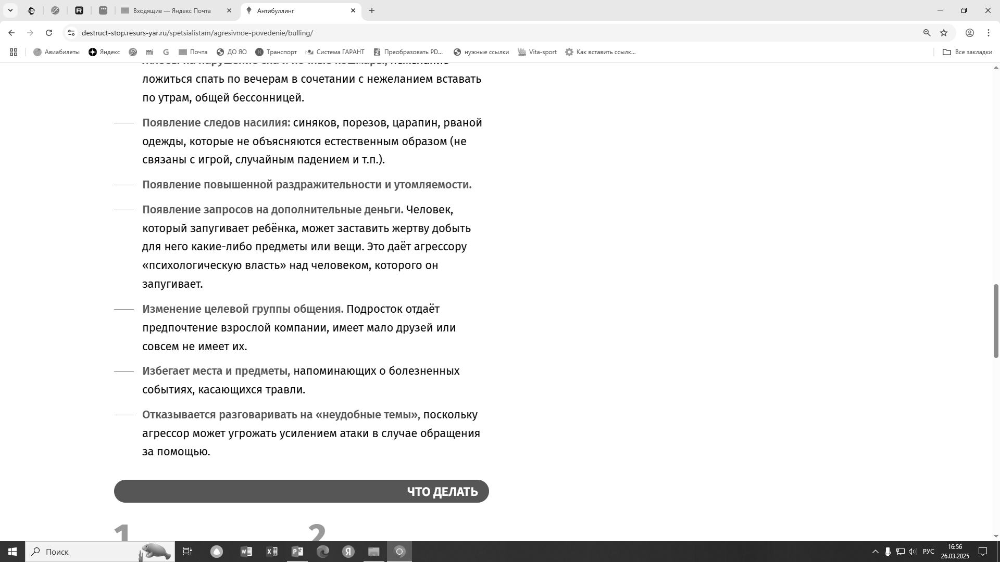 Входящие — Яндекс Почта
Антибуллинг
destruct-stop.resurs-yar.ru/spetsialistam/agresivnoe-povedenie/bulling/
Авиабилеты
Яндекс
Почта
ДО ЯО
Транспорт
Система ГАРАНТ
Преобразовать PD...
нужные ссылки
Vita-sport
Как вставить ссылк...
Все закладки
ложиться спать по вечерам в сочетании с нежеланием вставать
по утрам, общей бессонницей.
Появление следов насилия: синяков, порезов, царапин, рваной
одежды, которые не объясняются естественным образом (не
связаны с игрой, случайным падением и т.п.).
Появление повышенной раздражительности и утомляемости.
Появление запросов на дополнительные деньги. Человек,
который запугивает ребёнка, может заставить жертву добыть
для него какие-либо предметы или вещи. Это даёт агрессору
«психологическую власть» над человеком, которого он
запугивает.
Изменение целевой группы общения. Подросток отдаёт
предпочтение взрослой компании, имеет мало друзей или
совсем не имеет их.
Избегает места и предметы, напоминающих о болезненных
событиях, касающихся травли.
Отказывается разговаривать на «неудобные темы», поскольку
агрессор может угрожать усилением атаки в случае обращения
за помощью.
ЧТО ДЕЛАТЬ
1 2
Поиск
РУС
16:56
26.03.2025